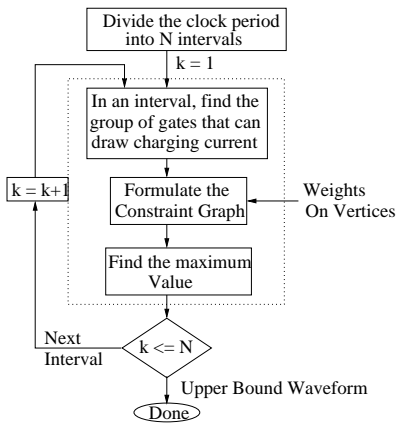 Divide the clock period
into N intervals
k = 1
In an interval, find the
group of gates that can
draw charging current
k = k+1
Formulate the
Constraint Graph
Weights
On Vertices
Find the maximum
Value
Next
Interval
k <= N
Upper Bound Waveform
Done